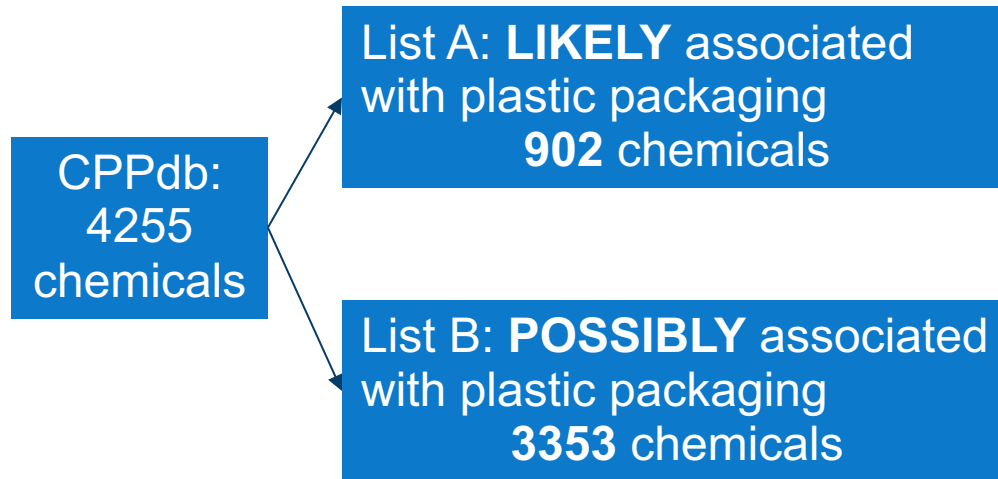 CPPdb:
4255
chemicals
List A: LIKELY associated
with plastic packaging
902 chemicals
List B: POSSIBLY associated
with plastic packaging
3353 chemicals